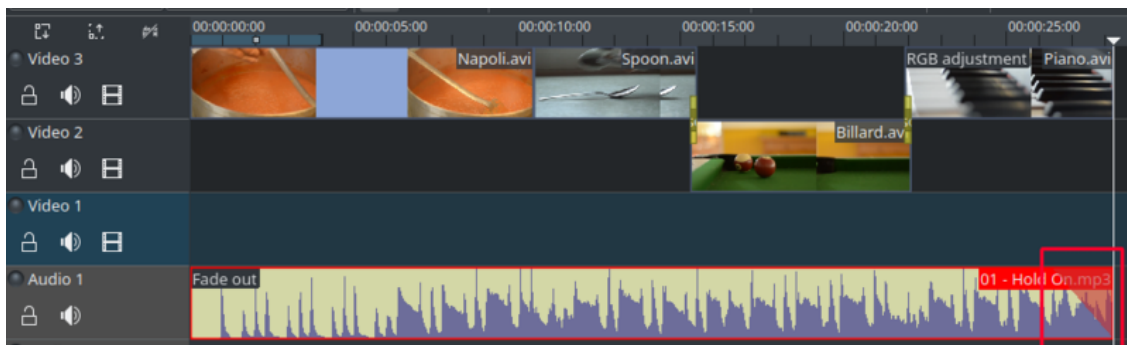 00:00:00:00 00:00:05:00 00:00:10:00 00:00:15:00 00:00:20:00 00:00:25:00
Video 3 Napoli.avi Spoon.avi RGB adjustment Piano.avi
Video 2 Billard.avi
Video 1
Audio 1 Fade out 01 - Hold On.mp3